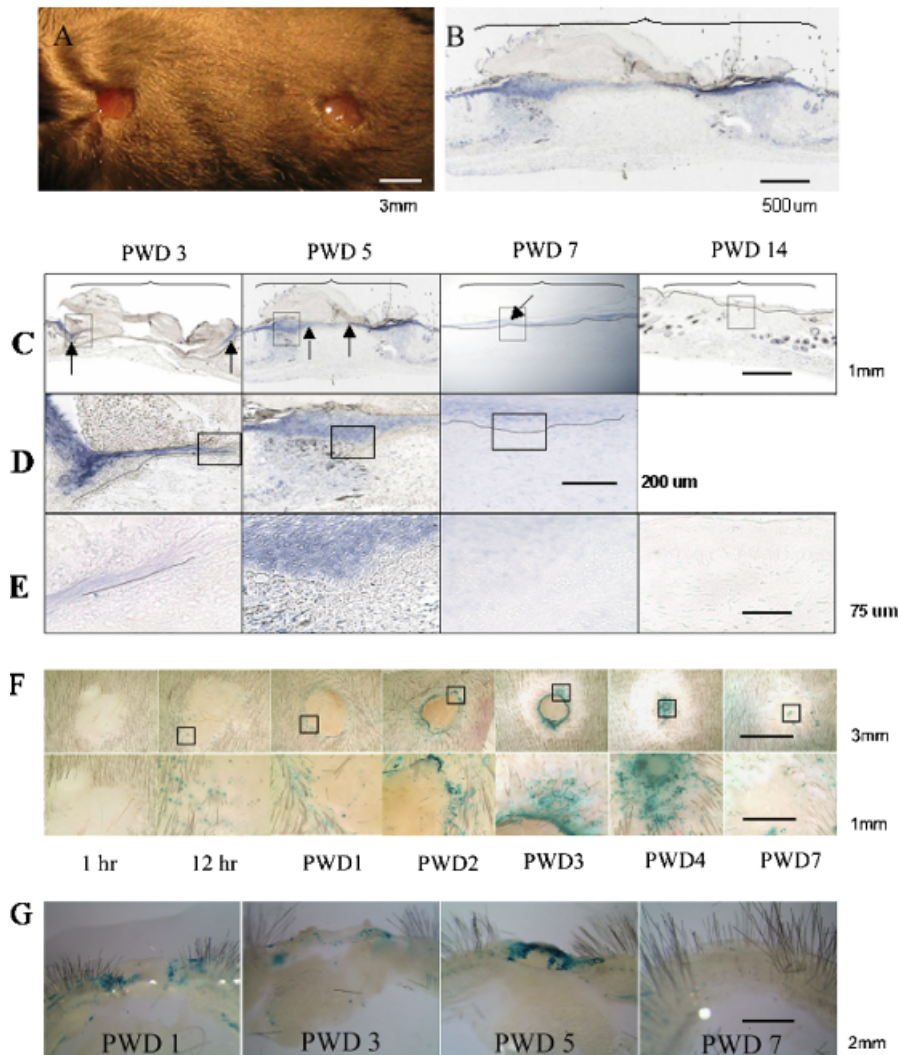 A
B
3mm
500um
PWD 3 PWD 5 PWD 7 PWD 14
C
1mm
D
200 um
E
75 um
F
3mm
1mm
1 hr 12 hr PWD1 PWD2 PWD3 PWD4 PWD7
G
PWD 1 PWD 3 PWD 5 PWD 7
2mm